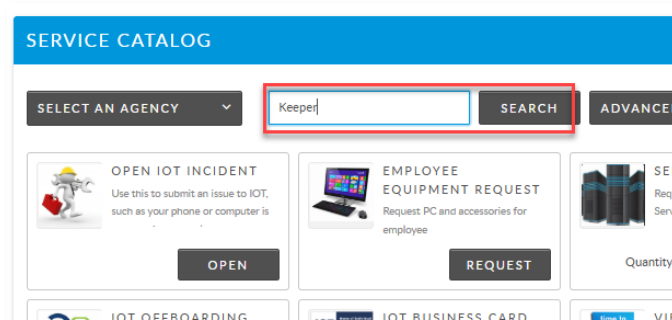 SERVICE CATALOG
SELECT AN AGENCY
Keeper
SEARCH
OPEN IOT INCIDENT
Use this to submit an issue to IOT,
such as your phone or computer is
OPEN
EMPLOYEE
EQUIPMENT REQUEST
Request PC and accessories for
employee
REQUEST
Quantity
IOT OFFBOARDING
IOT BUSINESS CARD